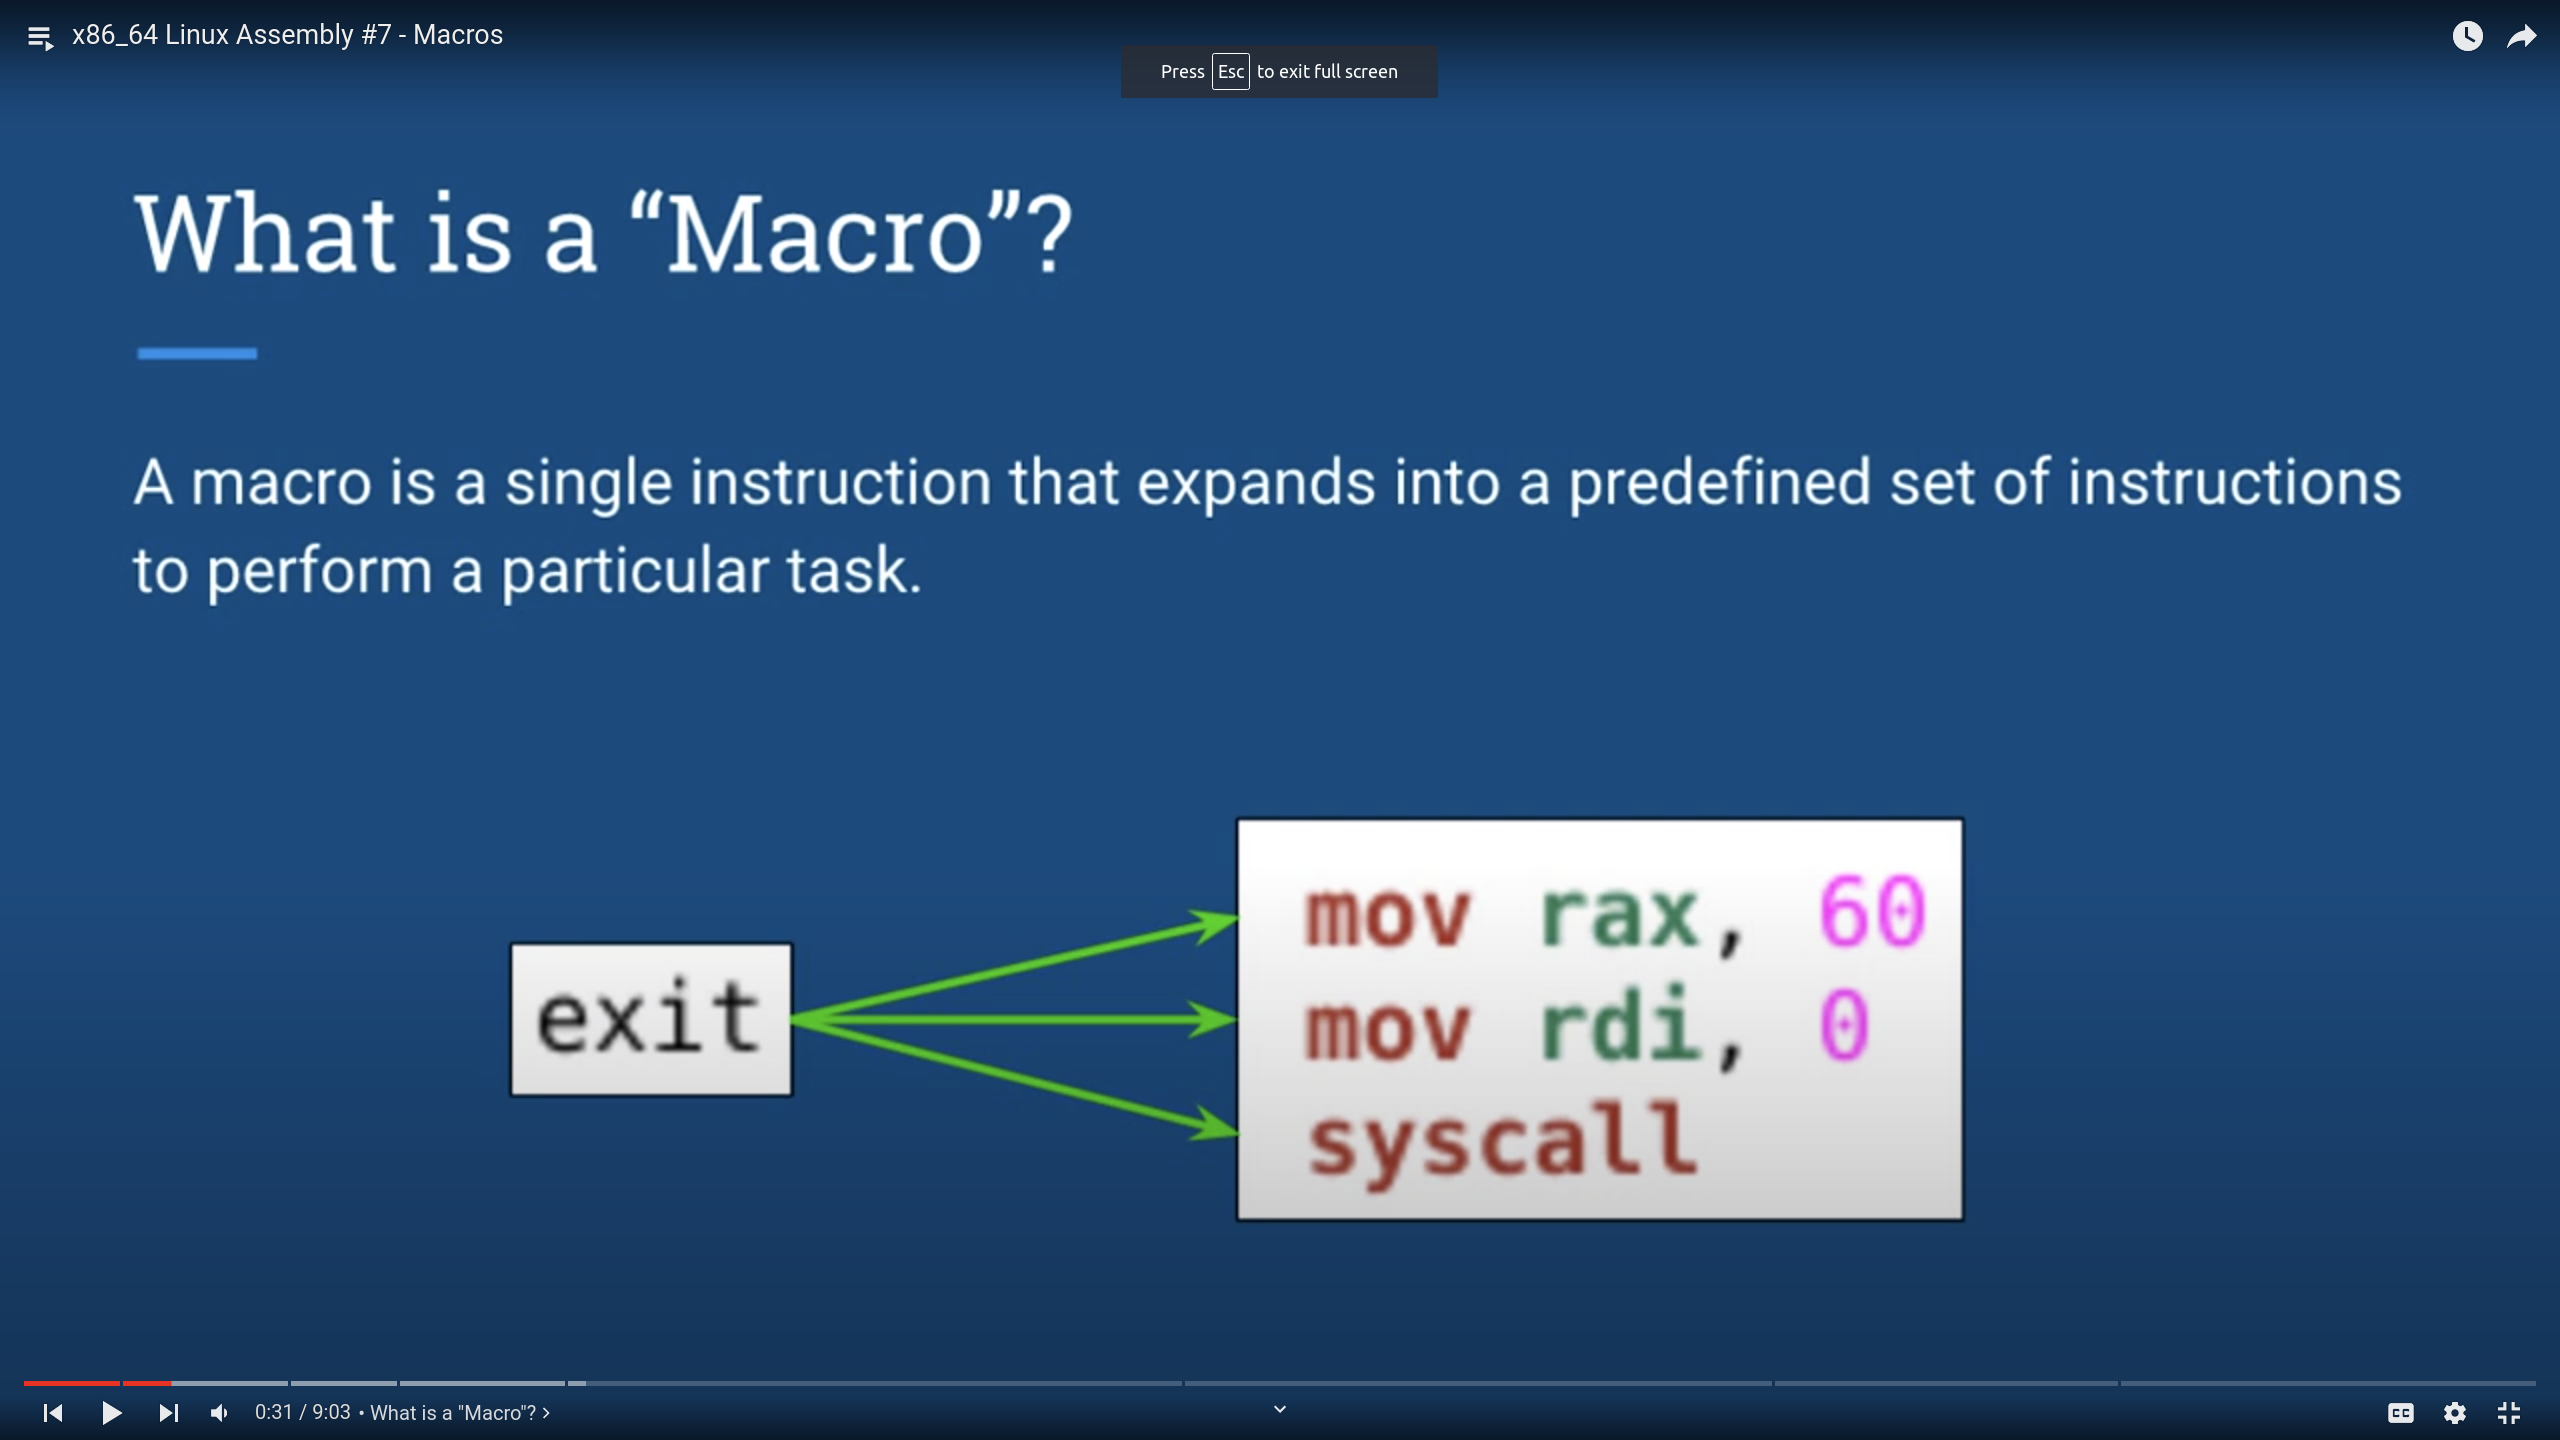 x86_64 Linux Assembly #7 - Macros
Press Esc to exit full screen
What is a “Macro”?
A macro is a single instruction that expands into a predefined set of instructions
to perform a particular task.
exit
mov rax, 60
mov rdi, 0
syscall
0:31 / 9:03 • What is a "Macro"? ›
CC